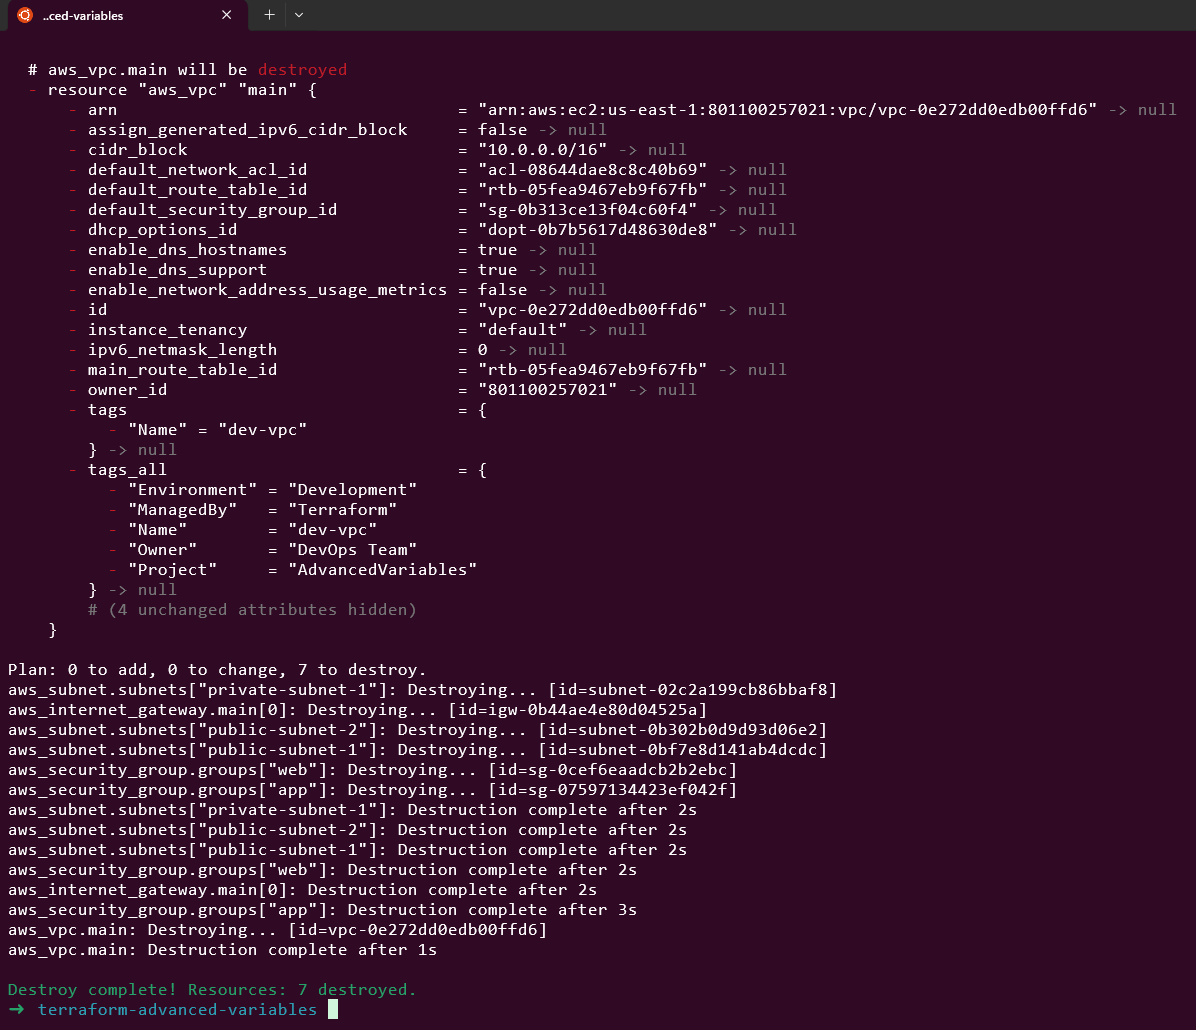 ..ced-variables
# aws_vpc.main will be destroyed
- resource "aws_vpc" "main" {
- arn = "arn:aws:ec2:us-east-1:801100257021:vpc/vpc-0e272dd0edb00ffd6" -> null
- assign_generated_ipv6_cidr_block = false -> null
- cidr_block = "10.0.0.0/16" -> null
- default_network_acl_id = "acl-08644dae8c8c40b69" -> null
- default_route_table_id = "rtb-05fea9467eb9f67fb" -> null
- default_security_group_id = "sg-0b313ce13f04c60f4" -> null
- dhcp_options_id = "dopt-0b7b5617d48630de8" -> null
- enable_dns_hostnames = true -> null
- enable_dns_support = true -> null
- enable_network_address_usage_metrics = false -> null
- id = "vpc-0e272dd0edb00ffd6" -> null
- instance_tenancy = "default" -> null
- ipv6_netmask_length = 0 -> null
- main_route_table_id = "rtb-05fea9467eb9f67fb" -> null
- owner_id = "801100257021" -> null
- tags = {
- "Name" = "dev-vpc"
} -> null
- tags_all = {
- "Environment" = "Development"
- "ManagedBy" = "Terraform"
- "Name" = "dev-vpc"
- "Owner" = "DevOps Team"
- "Project" = "AdvancedVariables"
} -> null
# (4 unchanged attributes hidden)
}
Plan: 0 to add, 0 to change, 7 to destroy.
aws_subnet.subnets["private-subnet-1"]: Destroying... [id=subnet-02c2a199cb86bbaf8]
aws_internet_gateway.main[0]: Destroying... [id=igw-0b44ae4e80d04525a]
aws_subnet.subnets["public-subnet-2"]: Destroying... [id=subnet-0b302b0d9d93d06e2]
aws_subnet.subnets["public-subnet-1"]: Destroying... [id=subnet-0bf7e8d141ab4dcdc]
aws_security_group.groups["web"]: Destroying... [id=sg-0cef6eaadcb2b2ebc]
aws_security_group.groups["app"]: Destroying... [id=sg-07597134423ef042f]
aws_subnet.subnets["private-subnet-1"]: Destruction complete after 2s
aws_subnet.subnets["public-subnet-2"]: Destruction complete after 2s
aws_subnet.subnets["public-subnet-1"]: Destruction complete after 2s
aws_security_group.groups["web"]: Destruction complete after 2s
aws_internet_gateway.main[0]: Destruction complete after 2s
aws_security_group.groups["app"]: Destruction complete after 3s
aws_vpc.main: Destroying... [id=vpc-0e272dd0edb00ffd6]
aws_vpc.main: Destruction complete after 1s
Destroy complete! Resources: 7 destroyed.
➜ terraform-advanced-variables